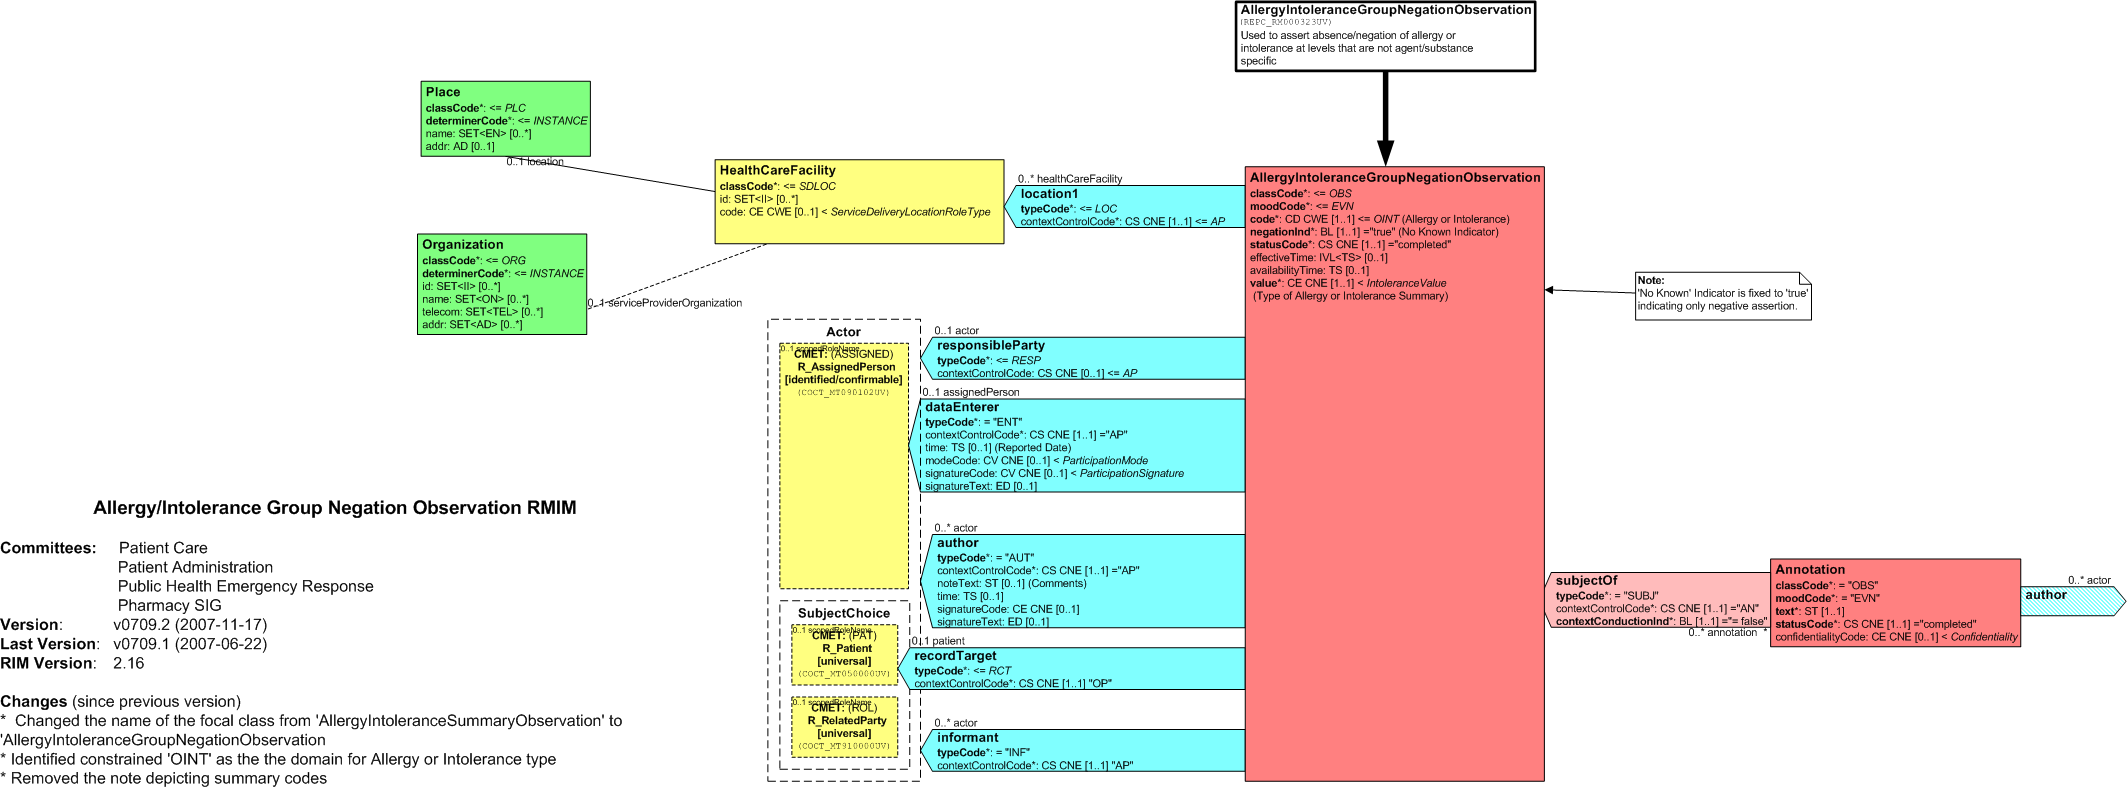 AllergyIntoleranceGroupNegationObservation
(REPC_RM000323UV)
Used to assert absence/negation of allergy or
intolerance at levels that are not agent/substance
specific
Place
classCode*: <= PLC
determinerCode*: <= INSTANCE
name: SET<EN> [0..*]
addr: AD [0..1]
0..1 location
HealthCareFacility
classCode*: <= SDLOC
id: SET<II> [0..*]
code: CE CWE [0..1] < ServiceDeliveryLocationRoleType
0..* healthCareFacility
location1
typeCode*: <= LOC
contextControlCode*: CS CNE [1..1] <= AP
AllergyIntoleranceGroupNegationObservation
classCode*: <= OBS
moodCode*: <= EVN
code*: CD CWE [1..1] <= OINT (Allergy or Intolerance)
negationInd*: BL [1..1] ="true" (No Known Indicator)
statusCode*: CS CNE [1..1] ="completed"
effectiveTime: IVL<TS> [0..1]
availabilityTime: TS [0..1]
value*: CE CNE [1..1] < IntoleranceValue
(Type of Allergy or Intolerance Summary)
Organization
classCode*: <= ORG
determinerCode*: <= INSTANCE
id: SET<II> [0..*]
name: SET<ON> [0..*]
telecom: SET<TEL> [0..*]
addr: SET<AD> [0..*]
0..1 serviceProviderOrganization
Note:
'No Known' Indicator is fixed to 'true'
indicating only negative assertion.
Actor
0..1 scopedRoleName
CMET: (ASSIGNED)
R_AssignedPerson
[identified/confirmable]
(COCT_MT090102UV)
0..1 actor
responsibleParty
typeCode*: <= RESP
contextControlCode: CS CNE [0..1] <= AP
0..1 assignedPerson
dataEnterer
typeCode*: = "ENT"
contextControlCode*: CS CNE [1..1] ="AP"
time: TS [0..1] (Reported Date)
modeCode: CV CNE [0..1] < ParticipationMode
signatureCode: CV CNE [0..1] < ParticipationSignature
signatureText: ED [0..1]
0..* actor
author
typeCode*: = "AUT"
contextControlCode*: CS CNE [1..1] ="AP"
noteText: ST [0..1] (Comments)
time: TS [0..1]
signatureCode: CE CNE [0..1]
signatureText: ED [0..1]
SubjectChoice
0..1 scopedRoleName
CMET: (PAT)
R_Patient
[universal]
(COCT_MT050000UV)
0..1 patient
recordTarget
typeCode*: <= RCT
contextControlCode*: CS CNE [1..1] "OP"
0..1 scopedRoleName
CMET: (ROL)
R_RelatedParty
[universal]
(COCT_MT910000UV)
0..* actor
informant
typeCode*: = "INF"
contextControlCode*: CS CNE [1..1] "AP"
subjectOf
typeCode*: = "SUBJ"
contextControlCode*: CS CNE [1..1] ="AN"
contextConductionInd*: BL [1..1] ="= false"
0..* annotation *
Annotation
classCode*: = "OBS"
moodCode*: = "EVN"
text*: ST [1..1]
statusCode*: CS CNE [1..1] ="completed"
confidentialityCode: CE CNE [0..1] < Confidentiality
0..* actor
author
Allergy/Intolerance Group Negation Observation RMIM
Committees: Patient Care
Patient Administration
Public Health Emergency Response
Pharmacy SIG
Version: v0709.2 (2007-11-17)
Last Version: v0709.1 (2007-06-22)
RIM Version: 2.16
Changes (since previous version)
* Changed the name of the focal class from 'AllergyIntoleranceSummaryObservation' to
'AllergyIntoleranceGroupNegationObservation
* Identified constrained 'OINT' as the the domain for Allergy or Intolerance type
* Removed the note depicting summary codes